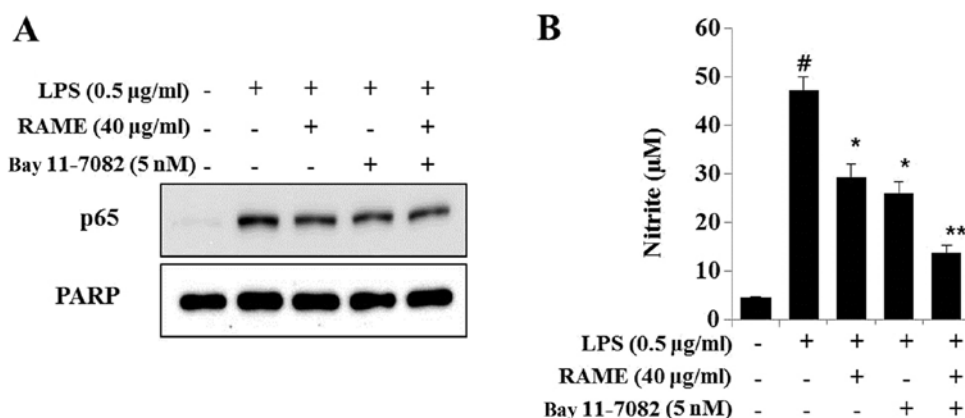 A
LPS (0.5 μg/ml) - + + + +
RAME (40 μg/ml) - - + - +
Bay 11-7082 (5 nM) - - - + +
p65
PARP
B
Nitrite (μM)
60
50
40
30
20
10
0
#
*
*
**
LPS (0.5 μg/ml) - + + + +
RAME (40 μg/ml) - - + - +
Bay 11-7082 (5 nM) - - - + +